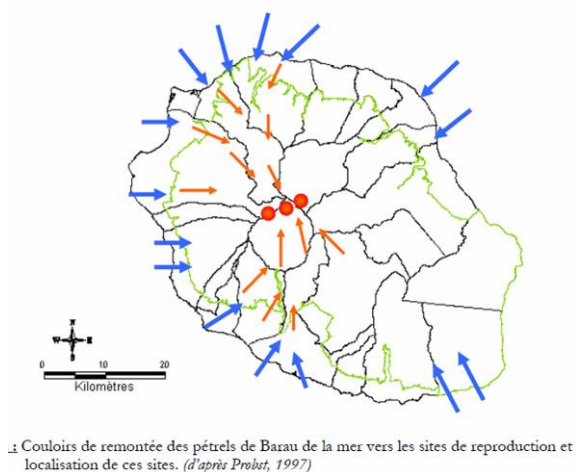 N
W E
S
0 10 20
Kilomètres
.: Couloirs de remontée des pétrels de Barau de la mer vers les sites de reproduction et
localisation de ces sites. (d'après Probst, 1997)